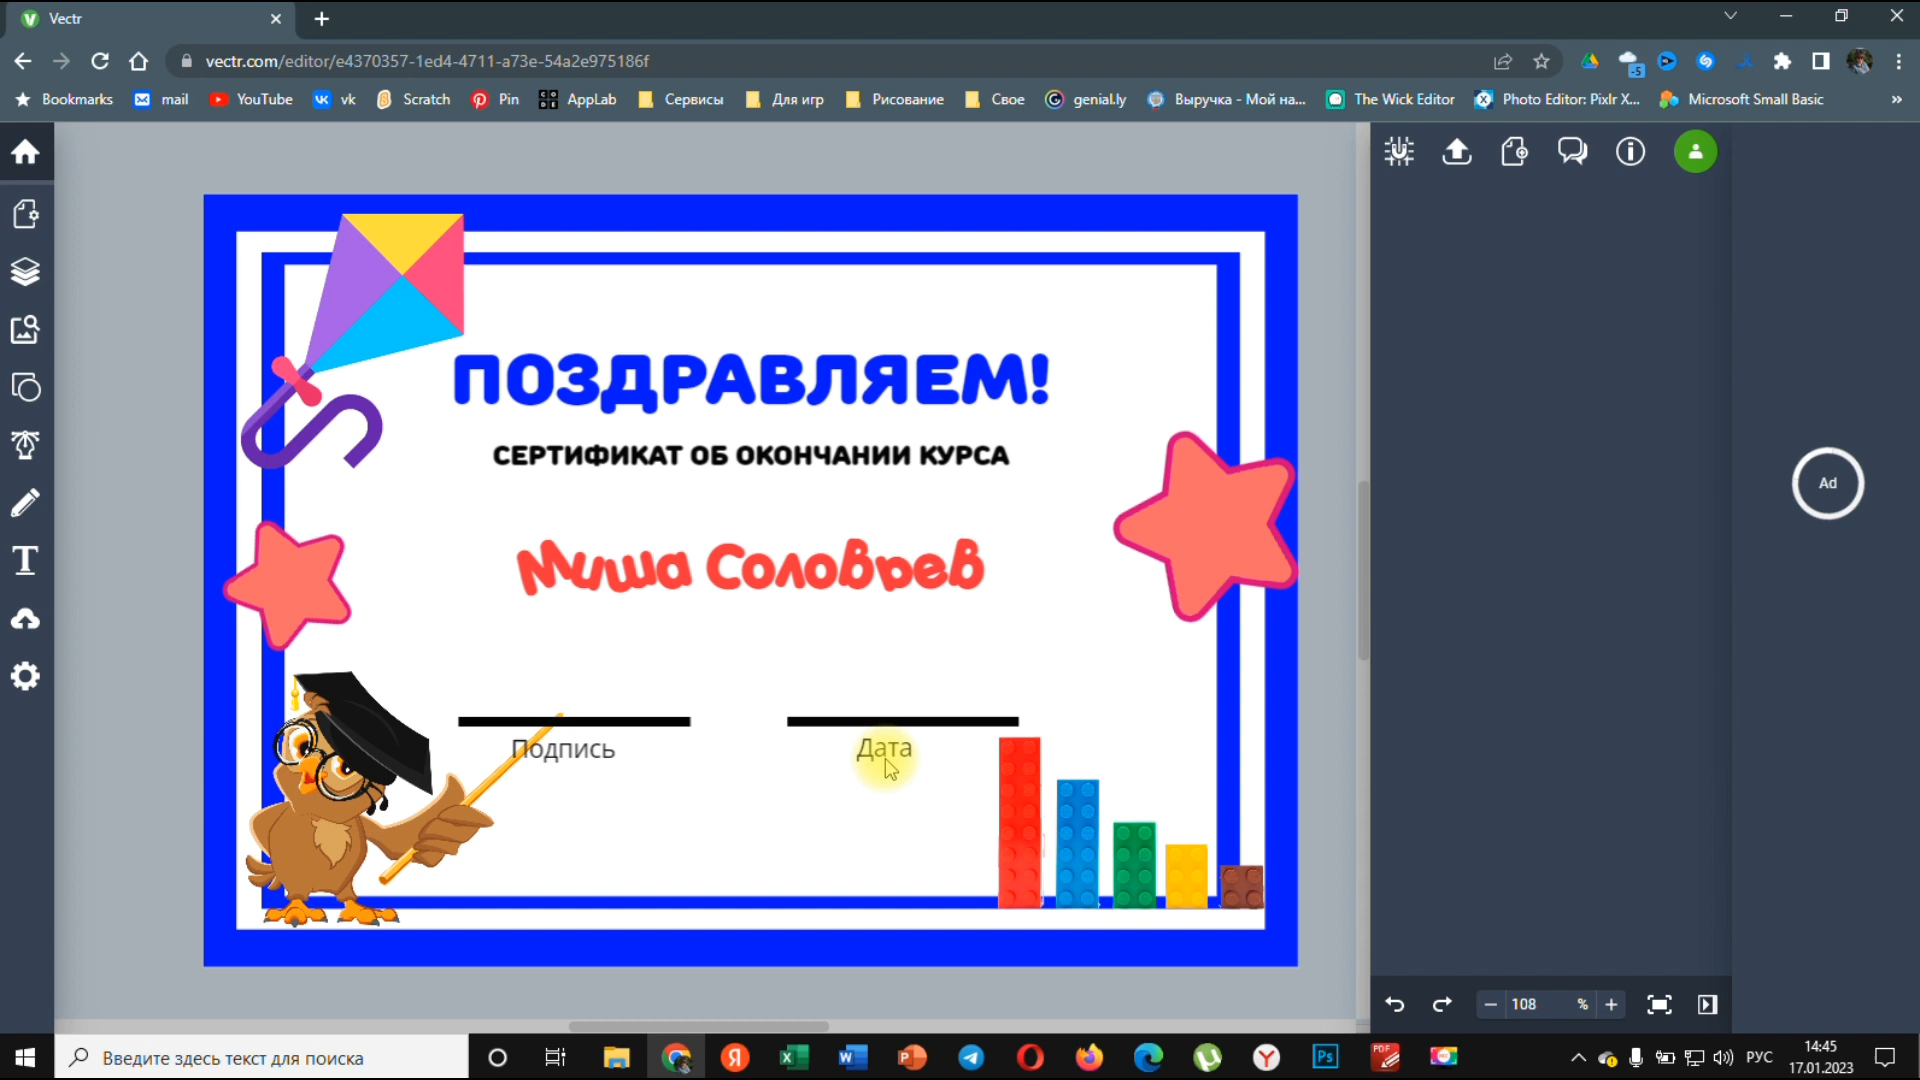 Vectr
vectr.com/editor/e4370357-1ed4-4711-a73e-54a2e975186f
Bookmarks mail YouTube vk Scratch Pin AppLab Сервисы Для игр Рисование Свое genial.ly Выручка - Мой на... The Wick Editor Photo Editor: Pixlr X... Microsoft Small Basic »
ПОЗДРАВЛЯЕМ!
СЕРТИФИКАТ ОБ ОКОНЧАНИИ КУРСА
Миша Соловьев
Подпись Дата
Ad
108 %
Введите здесь текст для поиска
РУС
14:45
17.01.2023